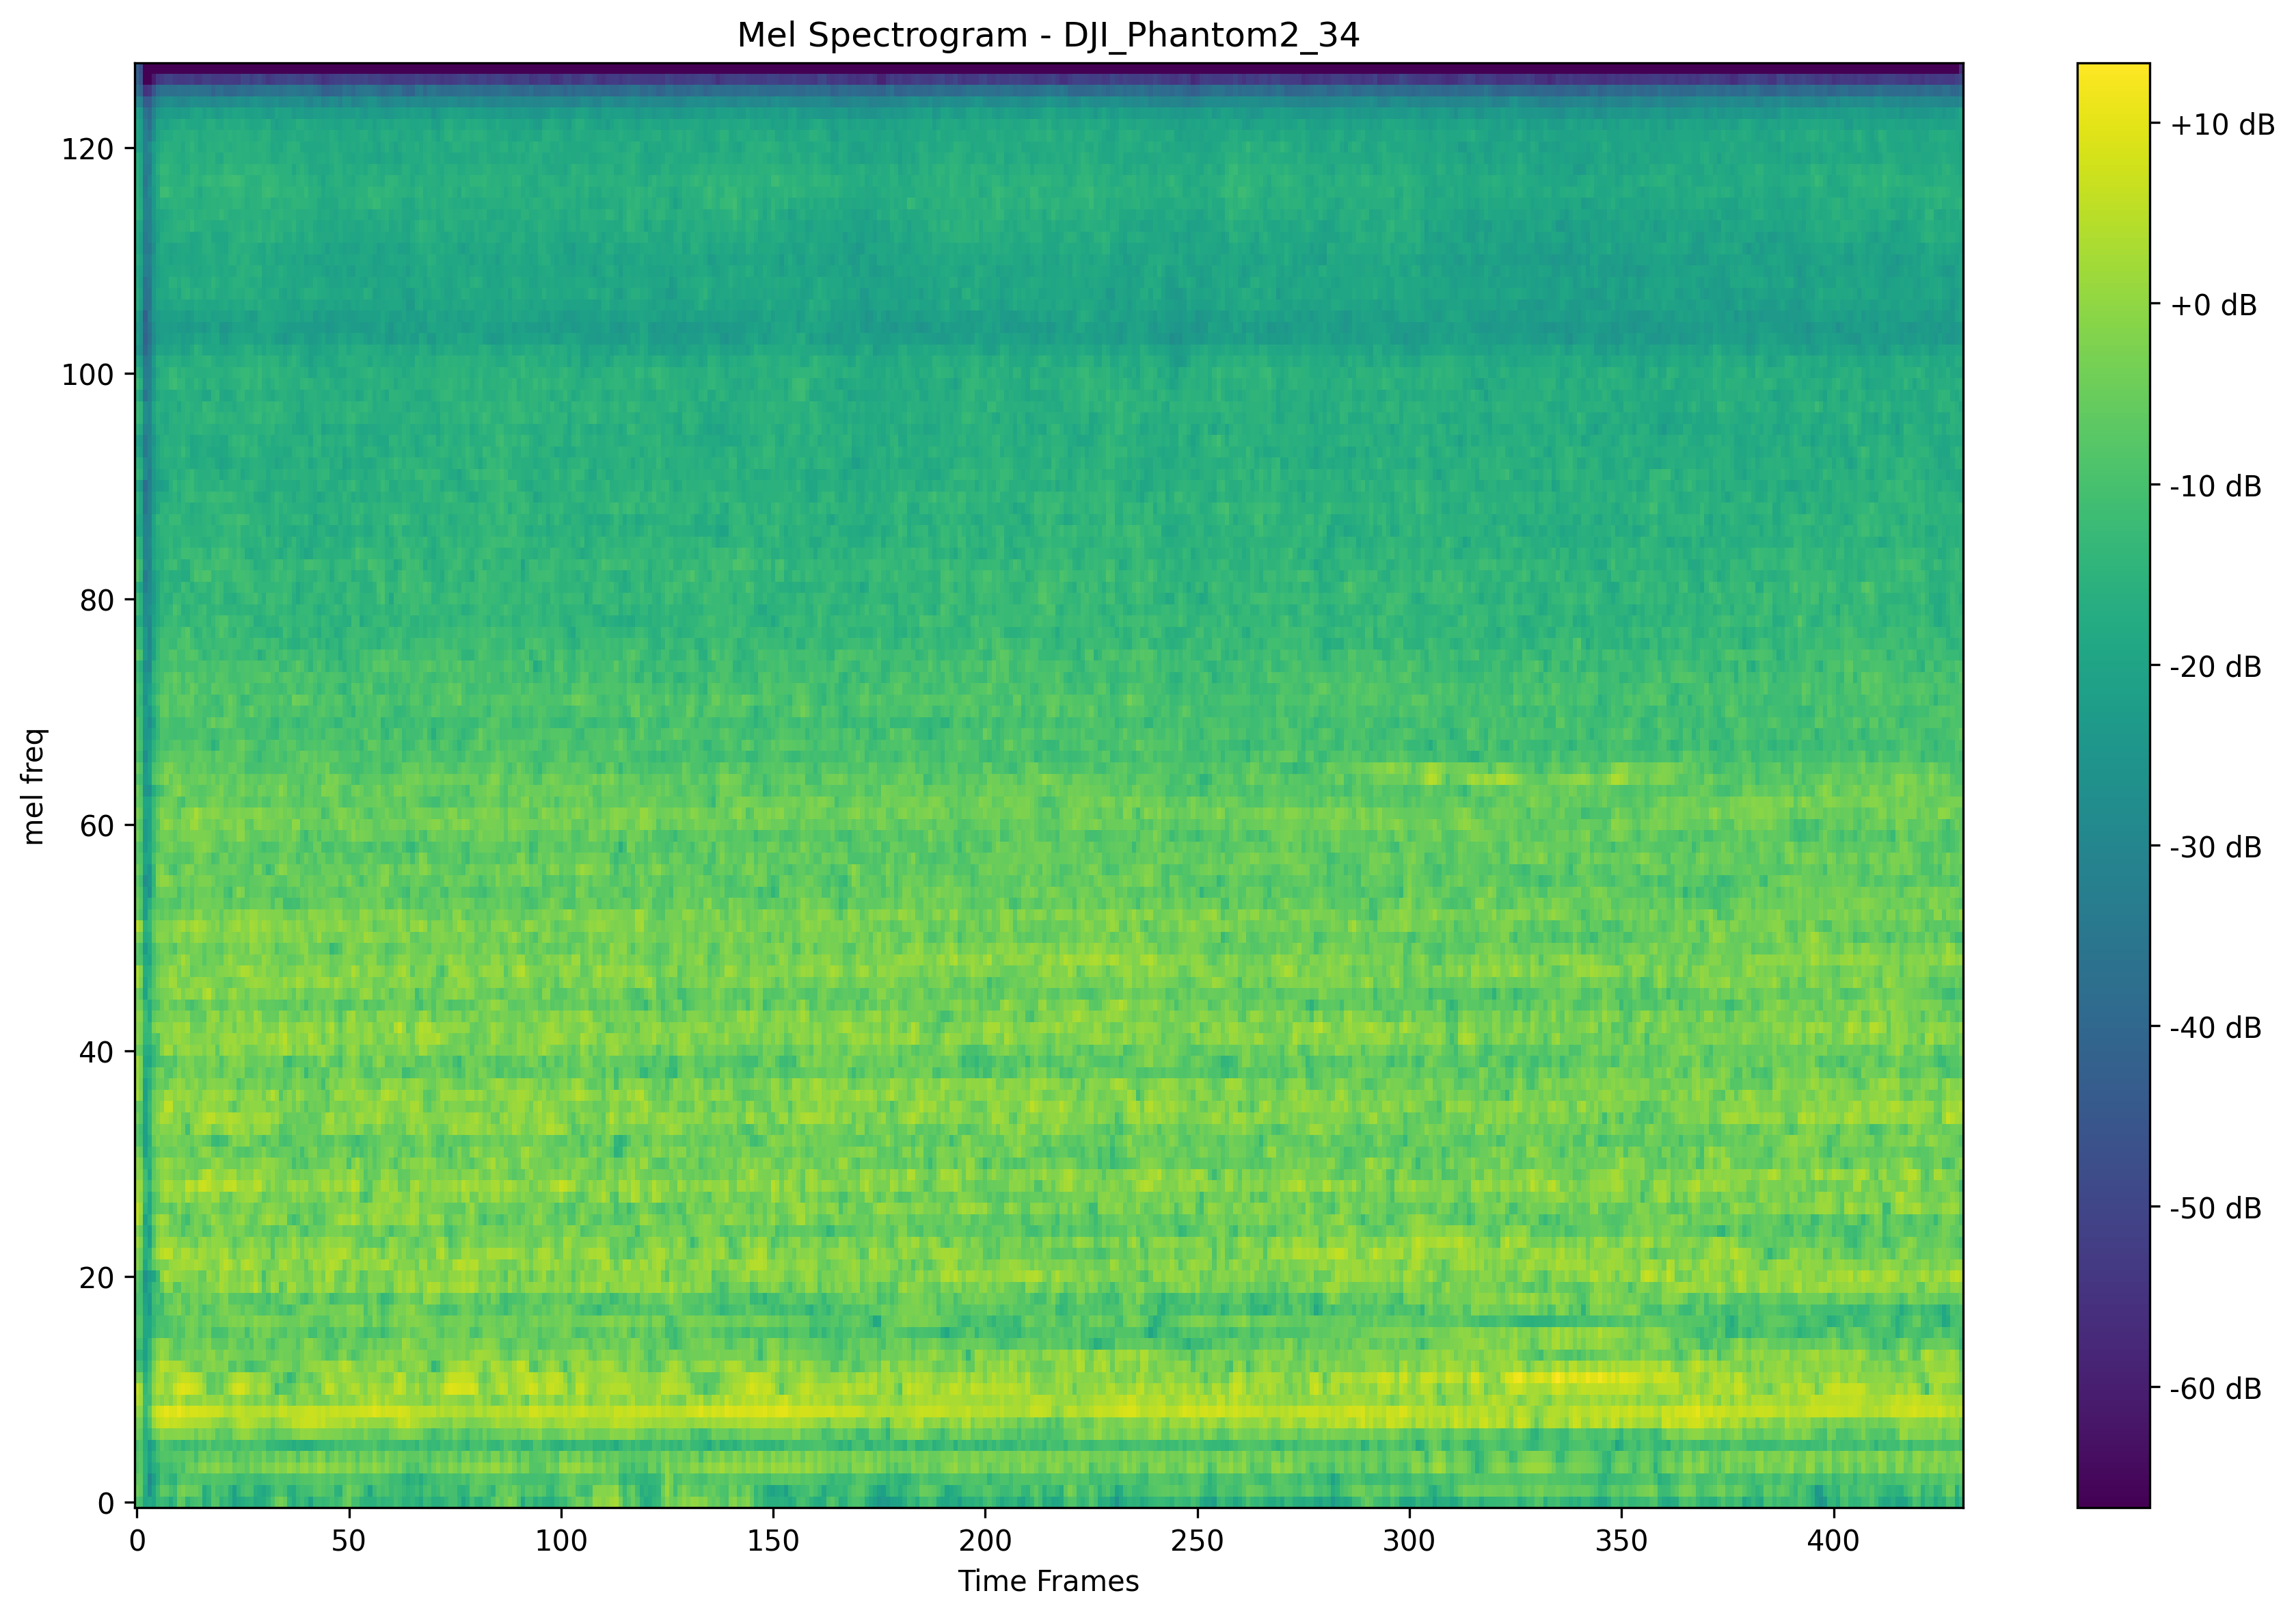 Mel Spectrogram - DJI_Phantom2_34
mel freq
120
100
80
60
40
20
0
0 50 100 150 200 250 300 350 400
Time Frames
+10 dB
+0 dB
-10 dB
-20 dB
-30 dB
-40 dB
-50 dB
-60 dB